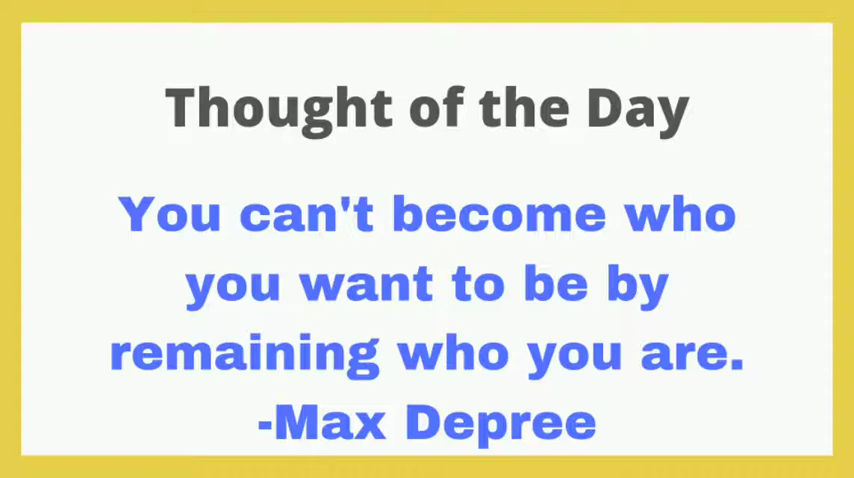 Thought of the Day
You can't become who
you want to be by
remaining who you are.
-Max Depree